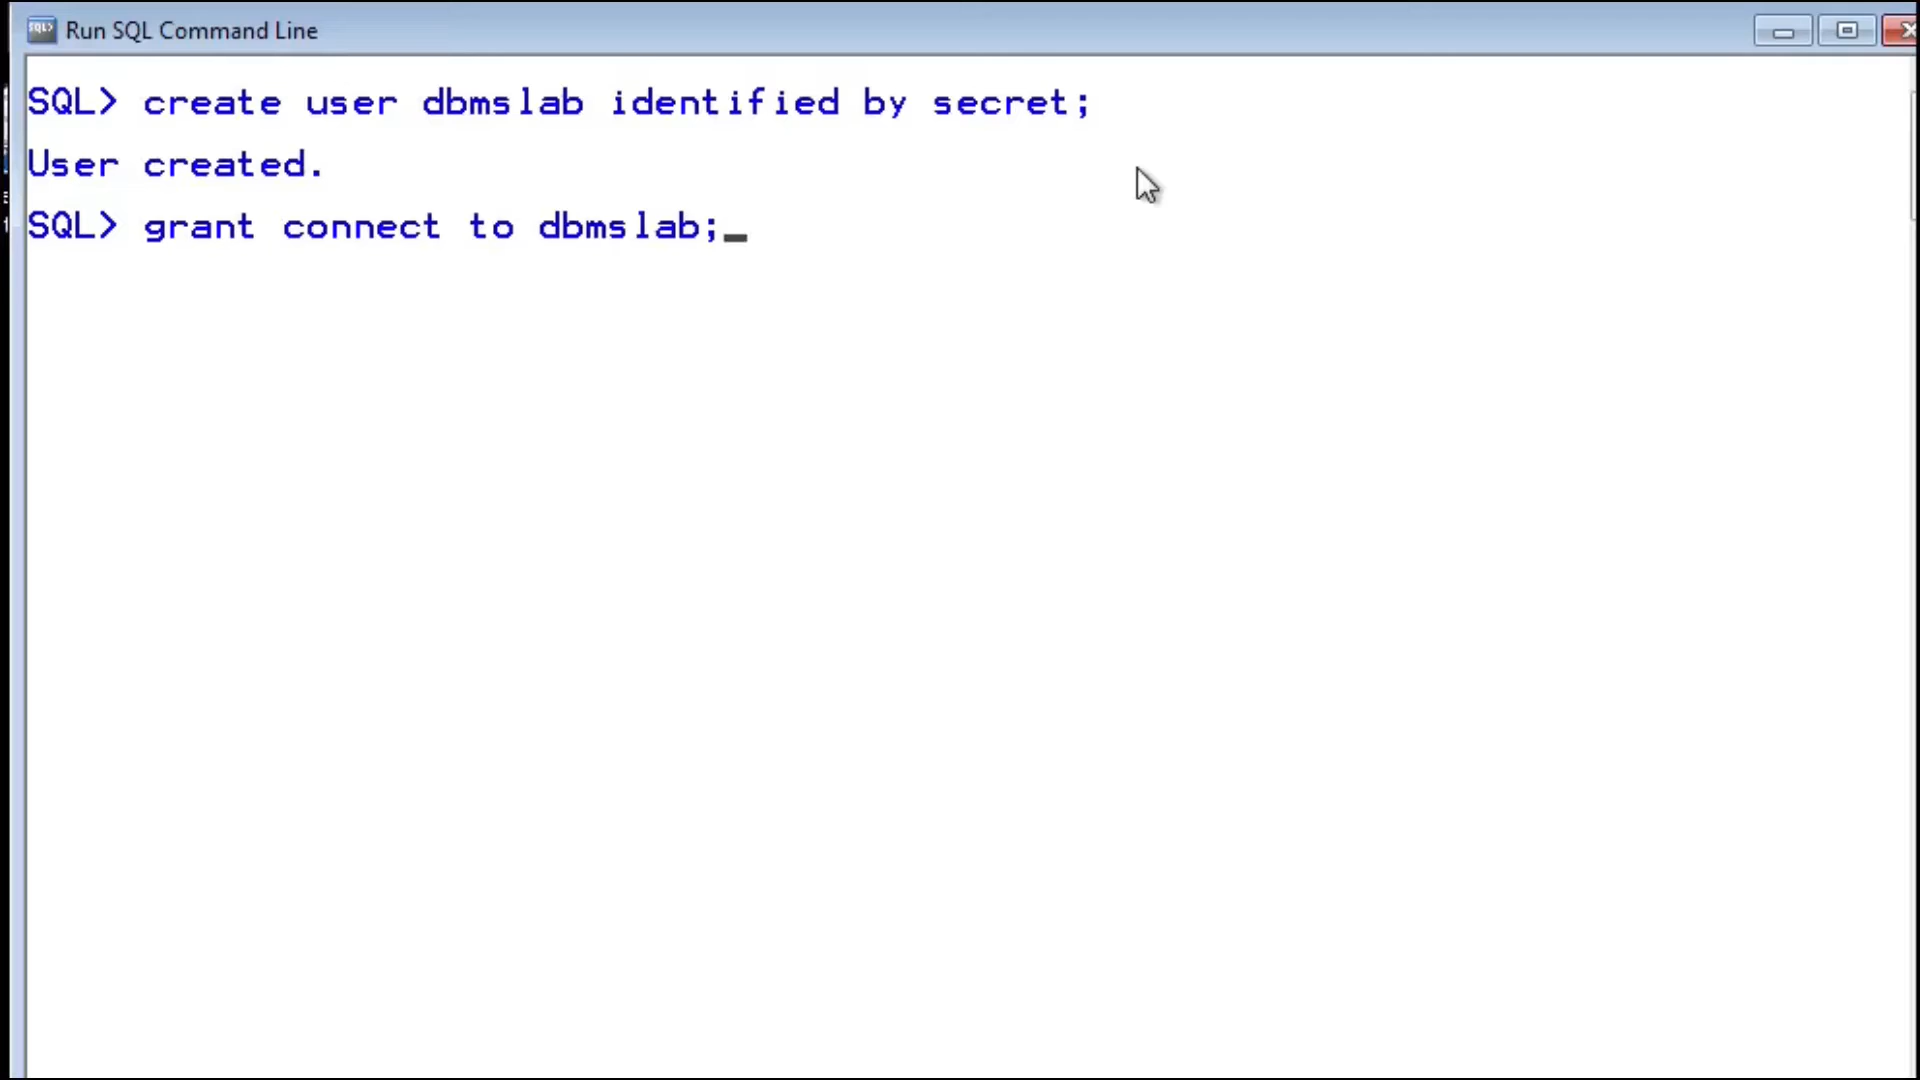 Run SQL Command Line
SQL> create user dbmslab identified by secret;
User created.
SQL> grant connect to dbmslab;_